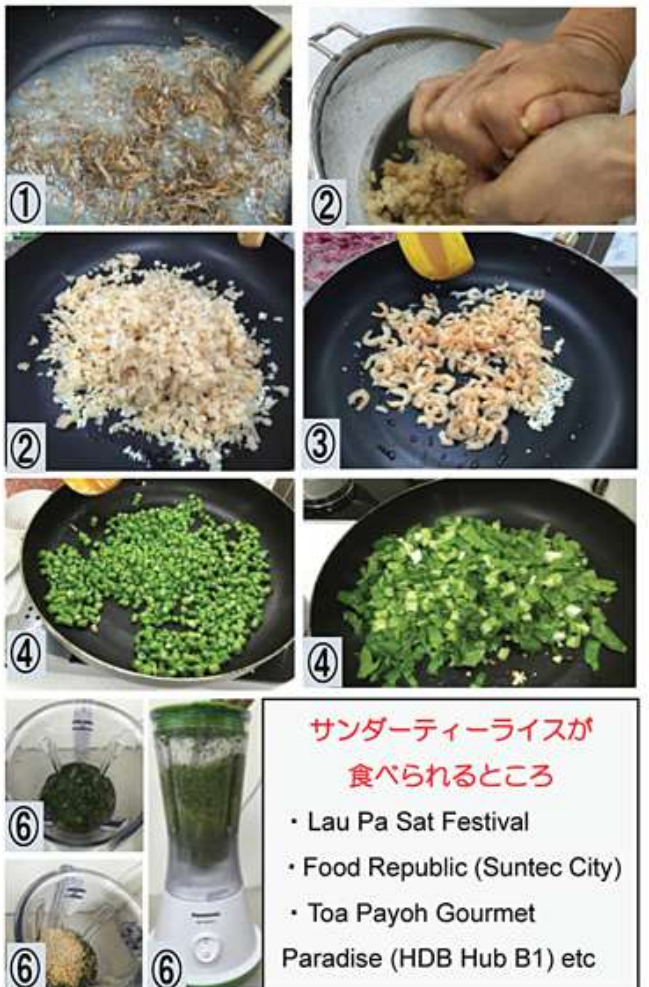 ①
②
②
③
④
④
⑥
⑥
⑥
Panasonic
サンダーティーライスが
食べられるところ
・Lau Pa Sat Festival
・Food Republic (Suntec City)
・Toa Payoh Gourmet
Paradise (HDB Hub B1) etc